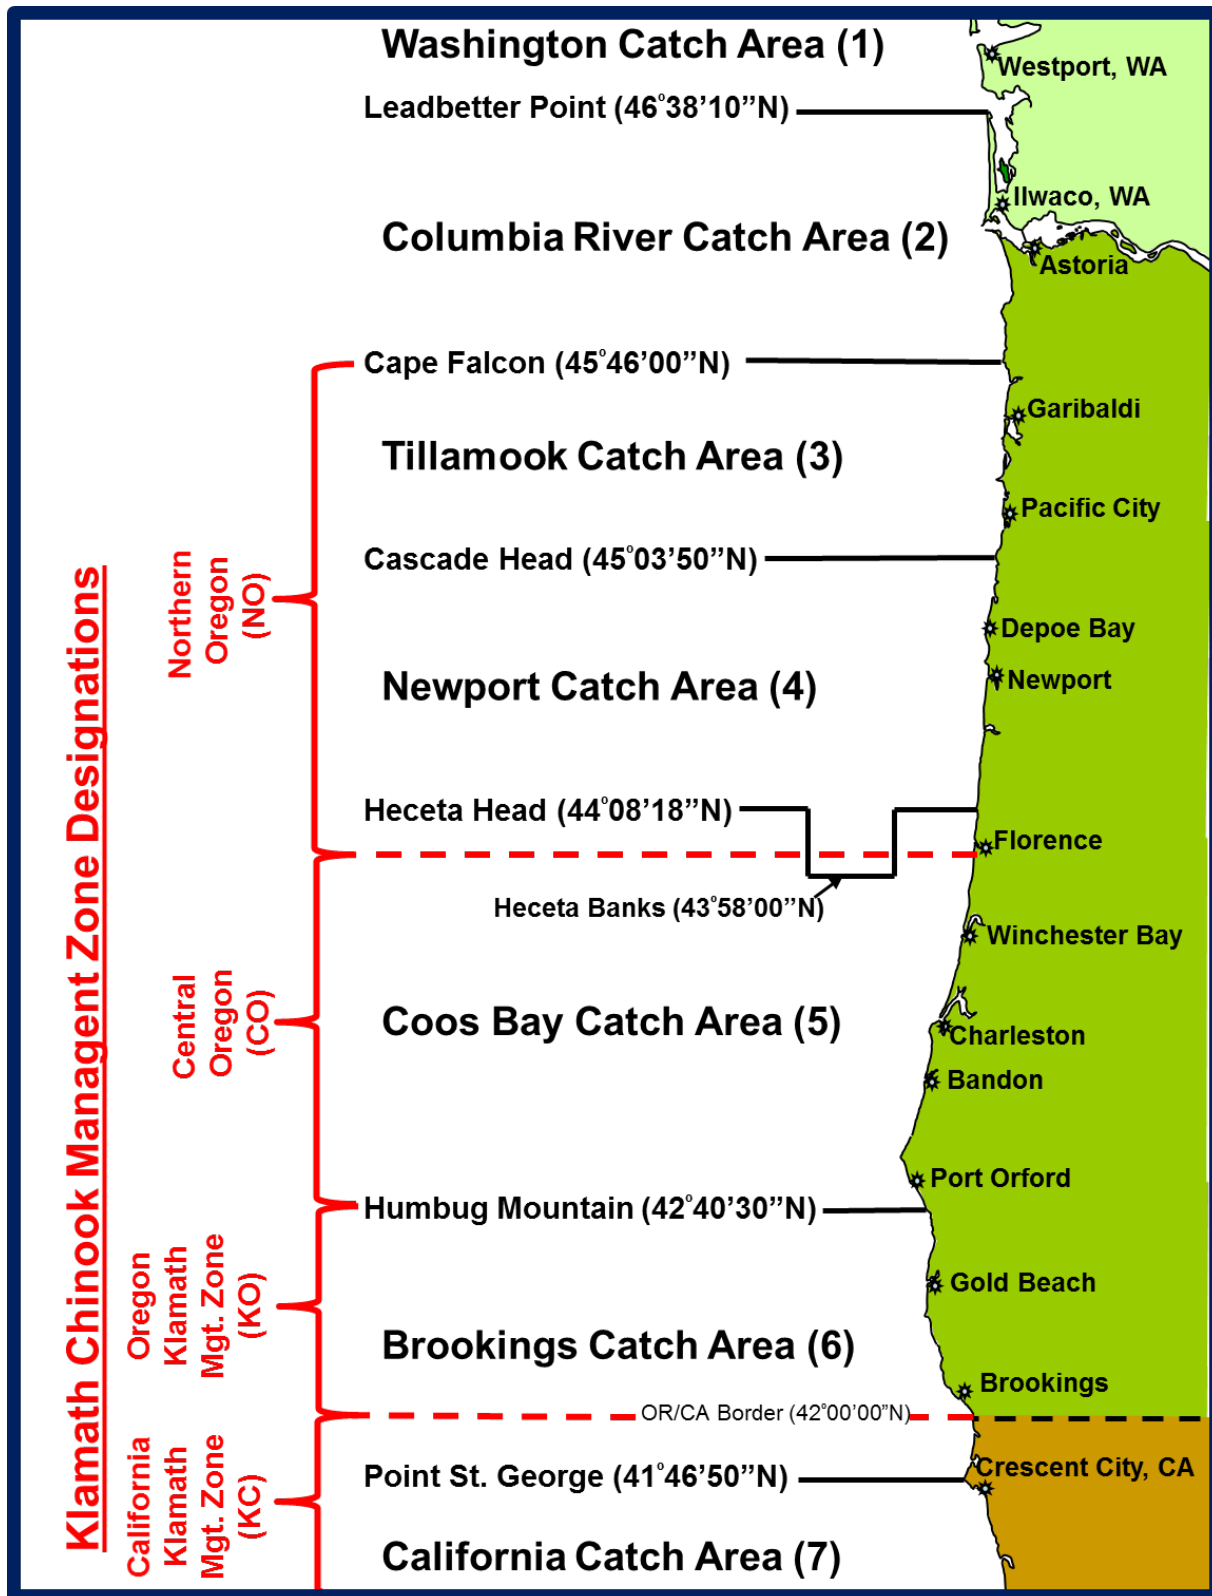 Washington Catch Area (1)
Westport, WA
Leadbetter Point (46°38’10”N)
Ilwaco, WA
Columbia River Catch Area (2)
Astoria
Cape Falcon (45°46’00”N)
Garibaldi
Tillamook Catch Area (3)
Pacific City
Cascade Head (45°03’50”N)
Depoe Bay
Newport
Newport Catch Area (4)
Heceta Head (44°08’18”N)
Florence
Heceta Banks (43°58’00”N)
Winchester Bay
Coos Bay Catch Area (5)
Charleston
Bandon
Port Orford
Humbug Mountain (42°40’30”N)
Gold Beach
Brookings Catch Area (6)
Brookings
OR/CA Border (42°00’00”N)
Point St. George (41°46’50”N)
Crescent City, CA
California Catch Area (7)
Klamath Chinook Managent Zone Designations
Northern
Oregon
(NO)
Central
Oregon
(CO)
Oregon
Klamath
Mgt. Zone
(KO)
California
Klamath
Mgt. Zone
(KC)